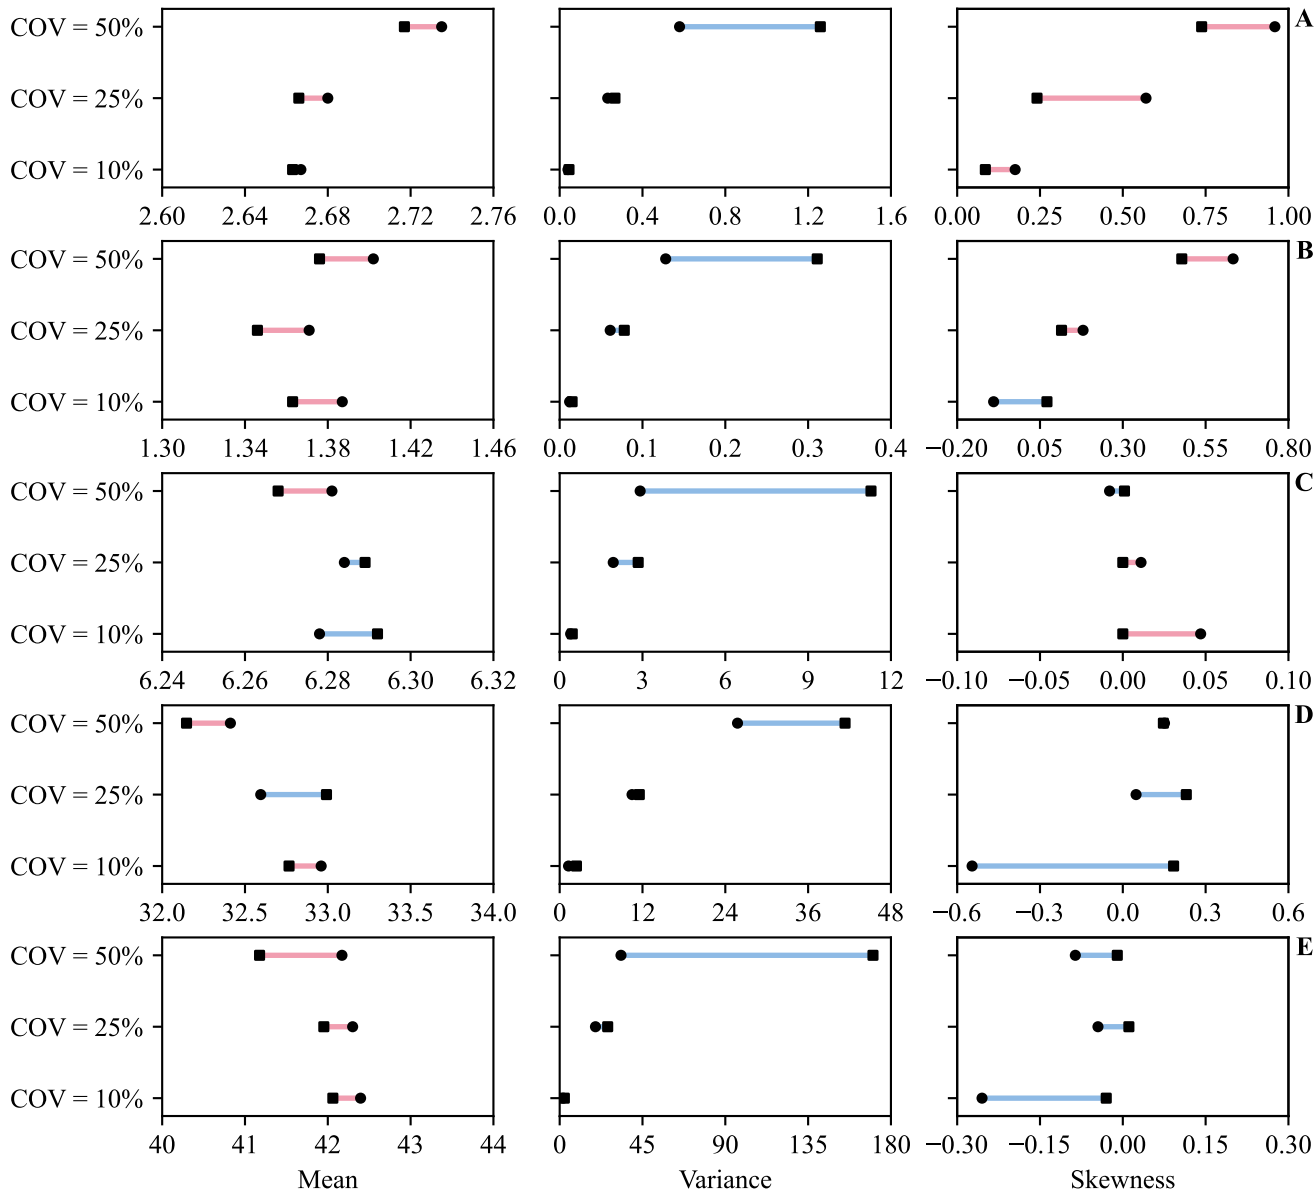 COV = 50% A
COV = 25%
COV = 10%
2.60 2.64 2.68 2.72 2.76 0.0 0.4 0.8 1.2 1.6 0.00 0.25 0.50 0.75 1.00
COV = 50% B
COV = 25%
COV = 10%
1.30 1.34 1.38 1.42 1.46 0.0 0.1 0.2 0.3 0.4 −0.20 0.05 0.30 0.55 0.80
COV = 50% C
COV = 25%
COV = 10%
6.24 6.26 6.28 6.30 6.32 0 3 6 9 12 −0.10 −0.05 0.00 0.05 0.10
COV = 50% D
COV = 25%
COV = 10%
32.0 32.5 33.0 33.5 34.0 0 12 24 36 48 −0.6 −0.3 0.0 0.3 0.6
COV = 50% E
COV = 25%
COV = 10%
40 41 42 43 44 0 45 90 135 180 −0.30 −0.15 0.00 0.15 0.30
Mean Variance Skewness